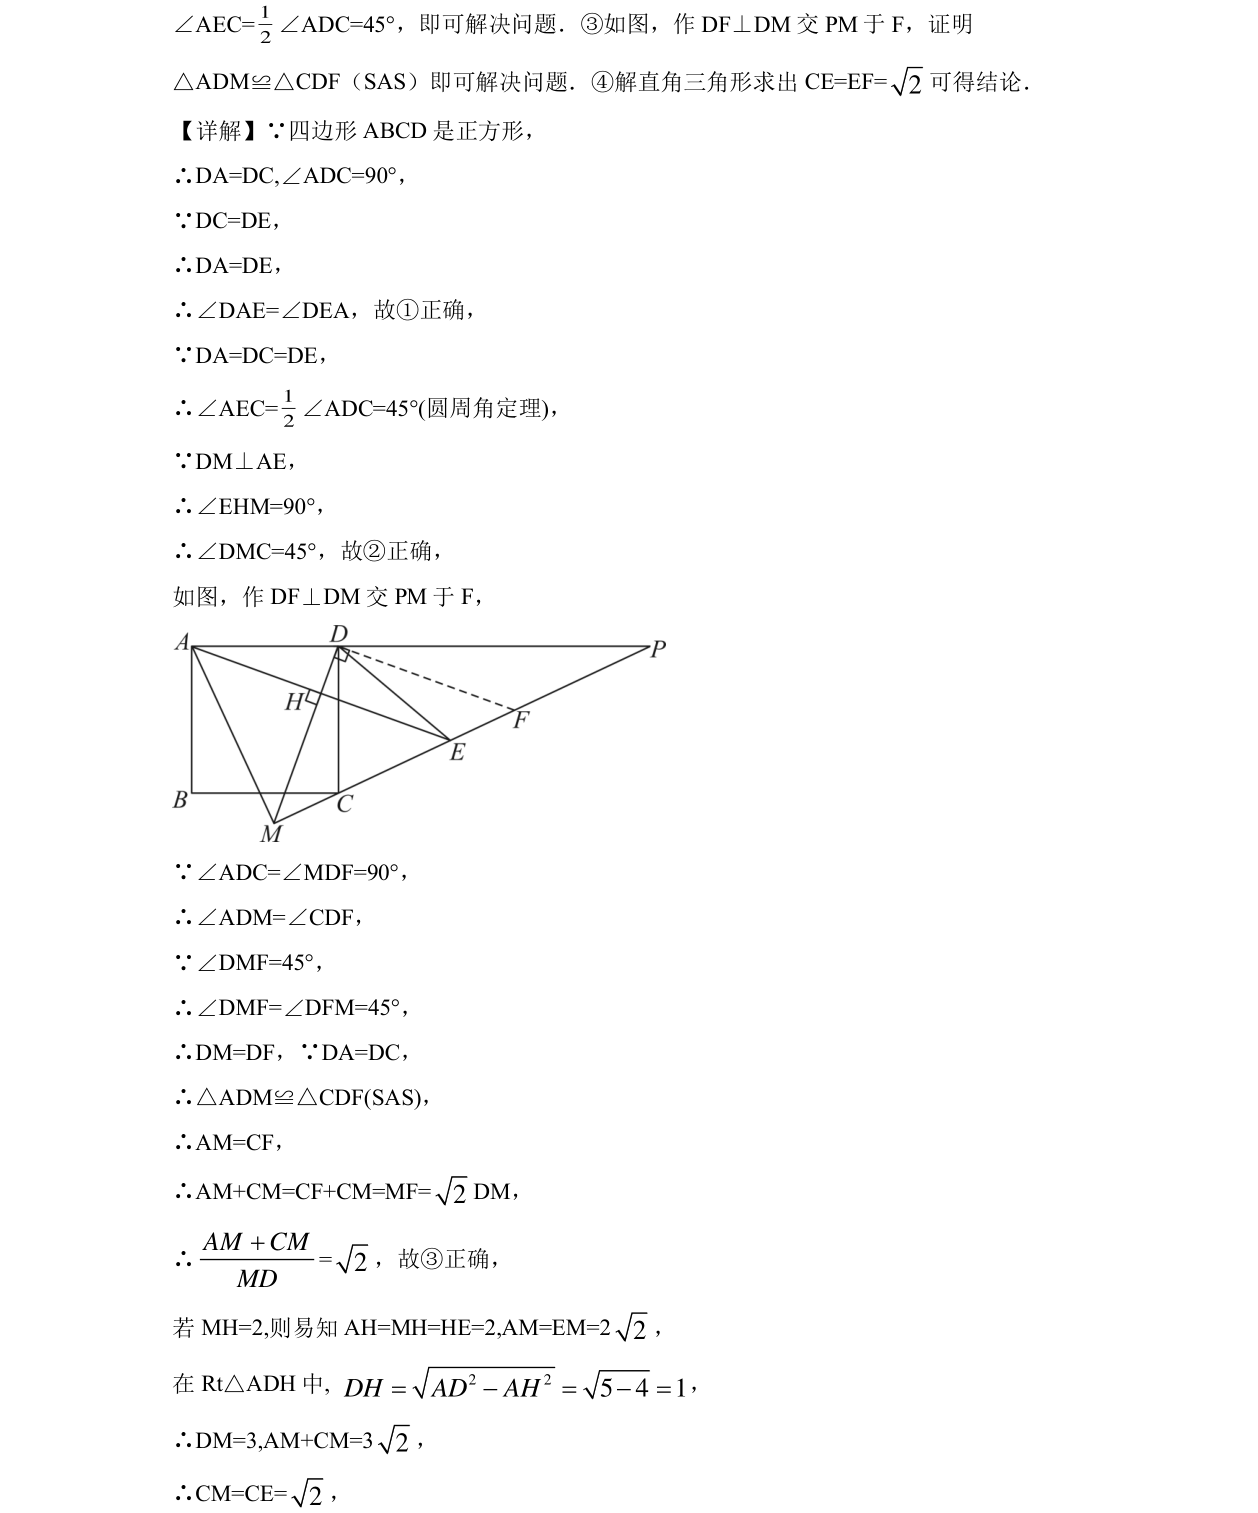 ∠AEC=1/2 ∠ADC=45°，即可解决问题．③如图，作 DF⊥DM 交 PM 于 F，证明
△ADM≌△CDF（SAS）即可解决问题．④解直角三角形求出 CE=EF=√2 可得结论．
【详解】∵四边形 ABCD 是正方形，
∴DA=DC,∠ADC=90°，
∵DC=DE，
∴DA=DE，
∴∠DAE=∠DEA，故①正确，
∵DA=DC=DE，
∴∠AEC=1/2 ∠ADC=45°(圆周角定理)，
∵DM⊥AE，
∴∠EHM=90°，
∴∠DMC=45°，故②正确，
如图，作 DF⊥DM 交 PM 于 F，
A D P
H F
E
B C
M
∵∠ADC=∠MDF=90°，
∴∠ADM=∠CDF，
∵∠DMF=45°，
∴∠DMF=∠DFM=45°，
∴DM=DF，∵DA=DC，
∴△ADM≌△CDF(SAS)，
∴AM=CF，
∴AM+CM=CF+CM=MF=√2 DM，
∴(AM+CM)/MD=√2，故③正确，
若 MH=2,则易知 AH=MH=HE=2,AM=EM=2√2，
在 Rt△ADH 中, DH=√(AD²−AH²)=√(5−4)=1，
∴DM=3,AM+CM=3√2，
∴CM=CE=√2，